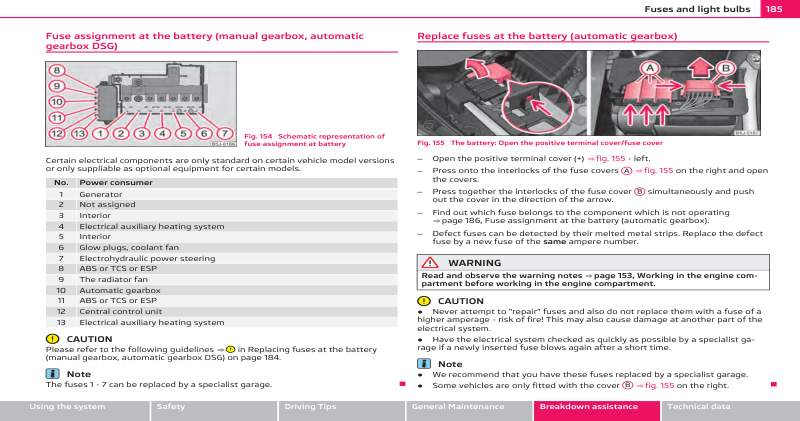 Fuses and light bulbs 185
Fuse assignment at the battery (manual gearbox, automatic
gearbox DSG)
8
9
10
11
12 13 1 2 3 4 5 6 7
B5J-0186
Fig. 154 Schematic representation of
fuse assignment at battery
Certain electrical components are only standard on certain vehicle model versions
or only suppliable as optional equipment for certain models.
No. Power consumer
1 Generator
2 Not assigned
3 Interior
4 Electrical auxiliary heating system
5 Interior
6 Glow plugs, coolant fan
7 Electrohydraulic power steering
8 ABS or TCS or ESP
9 The radiator fan
10 Automatic gearbox
11 ABS or TCS or ESP
12 Central control unit
13 Electrical auxiliary heating system
! CAUTION
Please refer to the following guidelines ⇒ ! in Replacing fuses at the battery
(manual gearbox, automatic gearbox DSG) on page 184.
i Note
The fuses 1 - 7 can be replaced by a specialist garage.
Replace fuses at the battery (automatic gearbox)
A B
Fig. 155 The battery: Open the positive terminal cover/fuse cover
– Open the positive terminal cover (+) ⇒ fig. 155 - left.
– Press onto the interlocks of the fuse covers A ⇒ fig. 155 on the right and open
the covers.
– Press together the interlocks of the fuse cover B simultaneously and push
out the cover in the direction of the arrow.
– Find out which fuse belongs to the component which is not operating
⇒ page 186, Fuse assignment at the battery (automatic gearbox).
– Defect fuses can be detected by their melted metal strips. Replace the defect
fuse by a new fuse of the same ampere number.
! WARNING
Read and observe the warning notes ⇒ page 153, Working in the engine com-
partment before working in the engine compartment.
! CAUTION
● Never attempt to "repair" fuses and also do not replace them with a fuse of a
higher amperage - risk of fire! This may also cause damage at another part of the
electrical system.
● Have the electrical system checked as quickly as possible by a specialist ga-
rage if a newly inserted fuse blows again after a short time.
i Note
● We recommend that you have these fuses replaced by a specialist garage.
● Some vehicles are only fitted with the cover B ⇒ fig. 155 on the right.
Using the system Safety Driving Tips General Maintenance Breakdown assistance Technical data